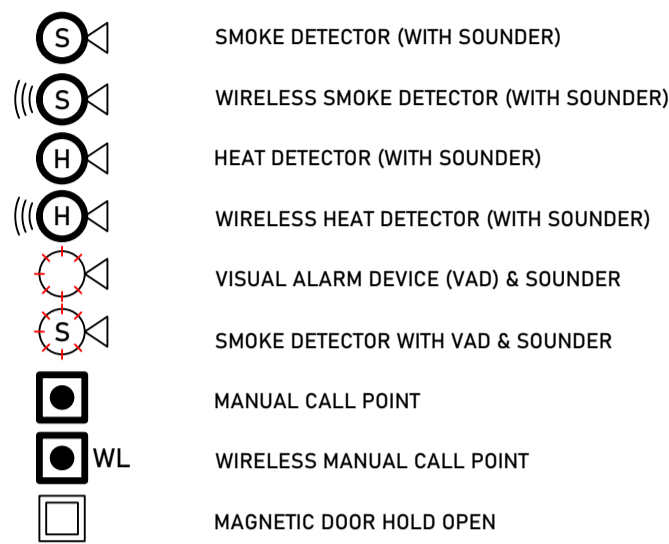 S SMOKE DETECTOR (WITH SOUNDER)
S WIRELESS SMOKE DETECTOR (WITH SOUNDER)
H HEAT DETECTOR (WITH SOUNDER)
H WIRELESS HEAT DETECTOR (WITH SOUNDER)
VISUAL ALARM DEVICE (VAD) & SOUNDER
S SMOKE DETECTOR WITH VAD & SOUNDER
MANUAL CALL POINT
WL WIRELESS MANUAL CALL POINT
MAGNETIC DOOR HOLD OPEN